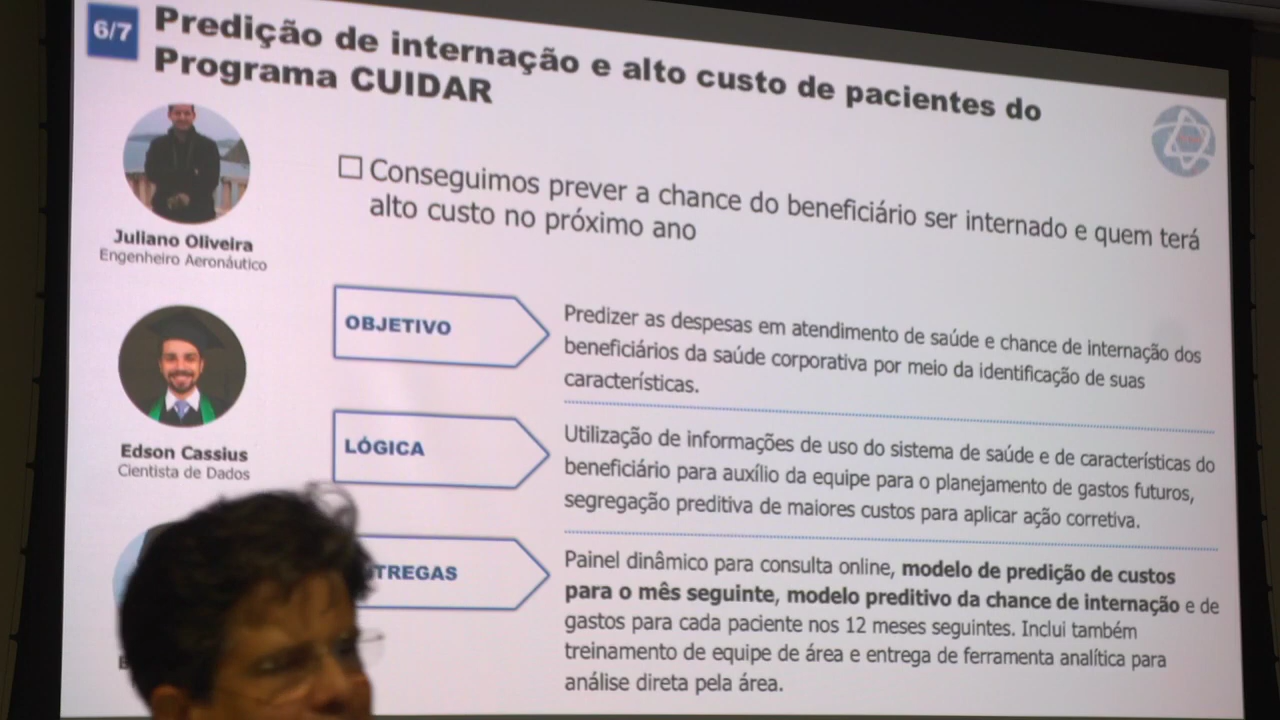 6/7
Predição de internação e alto custo de pacientes do
Programa CUIDAR
Juliano Oliveira
Engenheiro Aeronáutico
Conseguimos prever a chance do beneficiário ser internado e quem terá
alto custo no próximo ano
OBJETIVO
Predizer as despesas em atendimento de saúde e chance de internação dos
beneficiários da saúde corporativa por meio da identificação de suas
características.
Edson Cassius
Cientista de Dados
LÓGICA
Utilização de informações de uso do sistema de saúde e de características do
beneficiário para auxílio da equipe para o planejamento de gastos futuros,
segregação preditiva de maiores custos para aplicar ação corretiva.
TREGAS
Painel dinâmico para consulta online, modelo de predição de custos
para o mês seguinte, modelo preditivo da chance de internação e de
gastos para cada paciente nos 12 meses seguintes. Inclui também
treinamento de equipe de área e entrega de ferramenta analítica para
análise direta pela área.